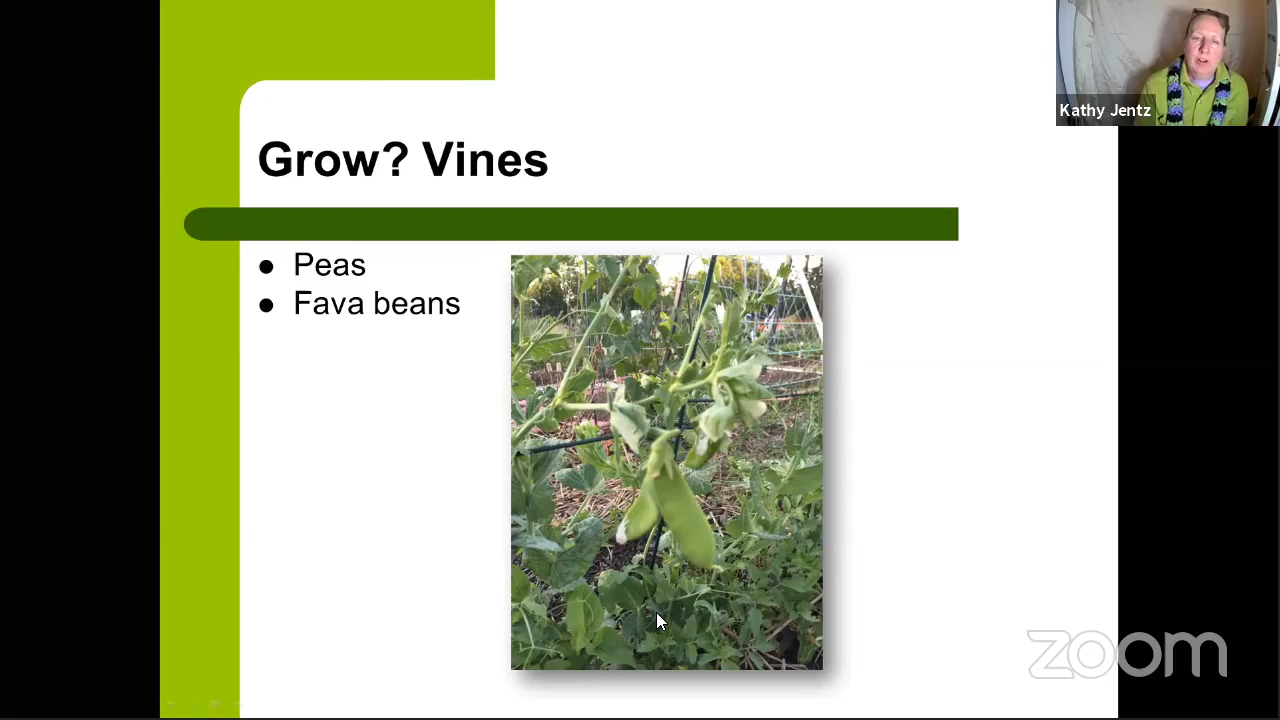 Kathy Jentz
Grow? Vines
● Peas
● Fava beans
zoom